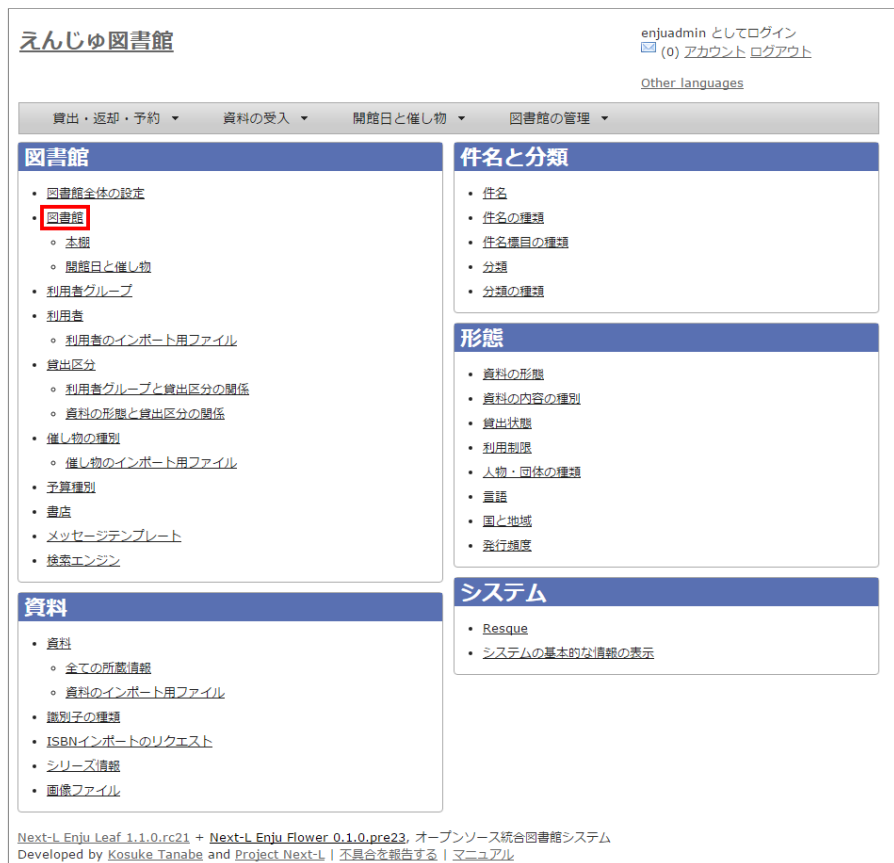 えんじゅ図書館
enjuadmin としてログイン
(0) アカウント ログアウト
Other languages
貸出・返却・予約 ▼ 資料の受入 ▼ 開館日と催し物 ▼ 図書館の管理 ▼
図書館
・ 図書館全体の設定
・ 図書館
◦ 本棚
◦ 開館日と催し物
・ 利用者グループ
・ 利用者
◦ 利用者のインポート用ファイル
・ 貸出区分
◦ 利用者グループと貸出区分の関係
◦ 資料の形態と貸出区分の関係
・ 催し物の種別
◦ 催し物のインポート用ファイル
・ 予算種別
・ 書店
・ メッセージテンプレート
・ 検索エンジン
資料
・ 資料
◦ 全ての所蔵情報
◦ 資料のインポート用ファイル
・ 識別子の種類
・ ISBNインポートのリクエスト
・ シリーズ情報
・ 画像ファイル
件名と分類
・ 件名
・ 件名の種類
・ 件名標目の種類
・ 分類
・ 分類の種類
形態
・ 資料の形態
・ 資料の内容の種別
・ 貸出状態
・ 利用制限
・ 人物・団体の種類
・ 言語
・ 国と地域
・ 発行頻度
システム
・ Resque
・ システムの基本的な情報の表示
Next-L Enju Leaf 1.1.0.rc21 + Next-L Enju Flower 0.1.0.pre23, オープンソース統合図書館システム
Developed by Kosuke Tanabe and Project Next-L | 不具合を報告する | マニュアル